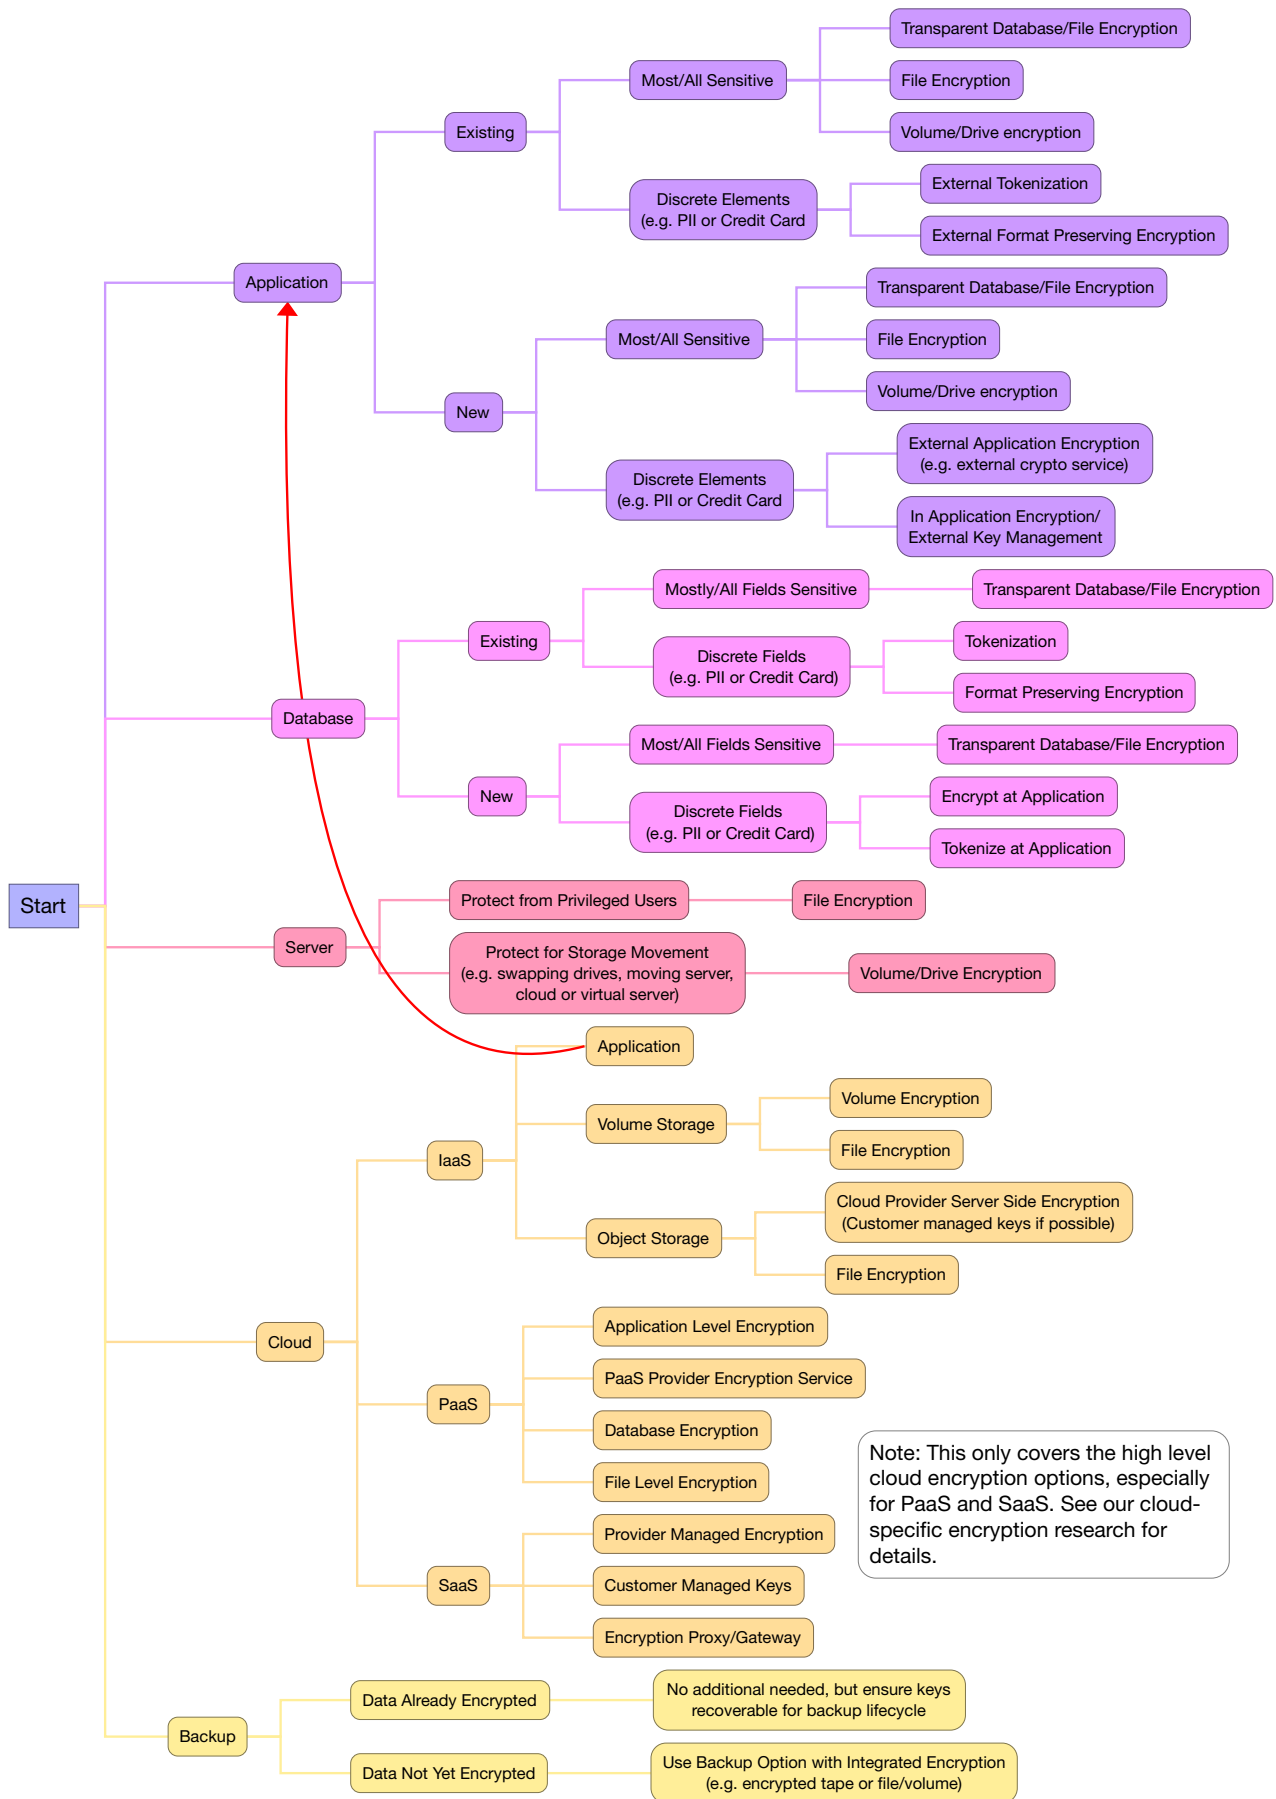 Start
Application
Existing
Most/All Sensitive
Transparent Database/File Encryption
File Encryption
Volume/Drive encryption
Discrete Elements
(e.g. PII or Credit Card
External Tokenization
External Format Preserving Encryption
New
Most/All Sensitive
Transparent Database/File Encryption
File Encryption
Volume/Drive encryption
Discrete Elements
(e.g. PII or Credit Card
External Application Encryption
(e.g. external crypto service)
In Application Encryption/
External Key Management
Database
Existing
Mostly/All Fields Sensitive
Transparent Database/File Encryption
Discrete Fields
(e.g. PII or Credit Card)
Tokenization
Format Preserving Encryption
New
Most/All Fields Sensitive
Transparent Database/File Encryption
Discrete Fields
(e.g. PII or Credit Card)
Encrypt at Application
Tokenize at Application
Server
Protect from Privileged Users
File Encryption
Protect for Storage Movement
(e.g. swapping drives, moving server,
cloud or virtual server)
Volume/Drive Encryption
Cloud
IaaS
Application
Volume Storage
Volume Encryption
File Encryption
Object Storage
Cloud Provider Server Side Encryption
(Customer managed keys if possible)
File Encryption
PaaS
Application Level Encryption
PaaS Provider Encryption Service
Database Encryption
File Level Encryption
SaaS
Provider Managed Encryption
Customer Managed Keys
Encryption Proxy/Gateway
Note: This only covers the high level
cloud encryption options, especially
for PaaS and SaaS. See our cloud-
specific encryption research for
details.
Backup
Data Already Encrypted
No additional needed, but ensure keys
recoverable for backup lifecycle
Data Not Yet Encrypted
Use Backup Option with Integrated Encryption
(e.g. encrypted tape or file/volume)